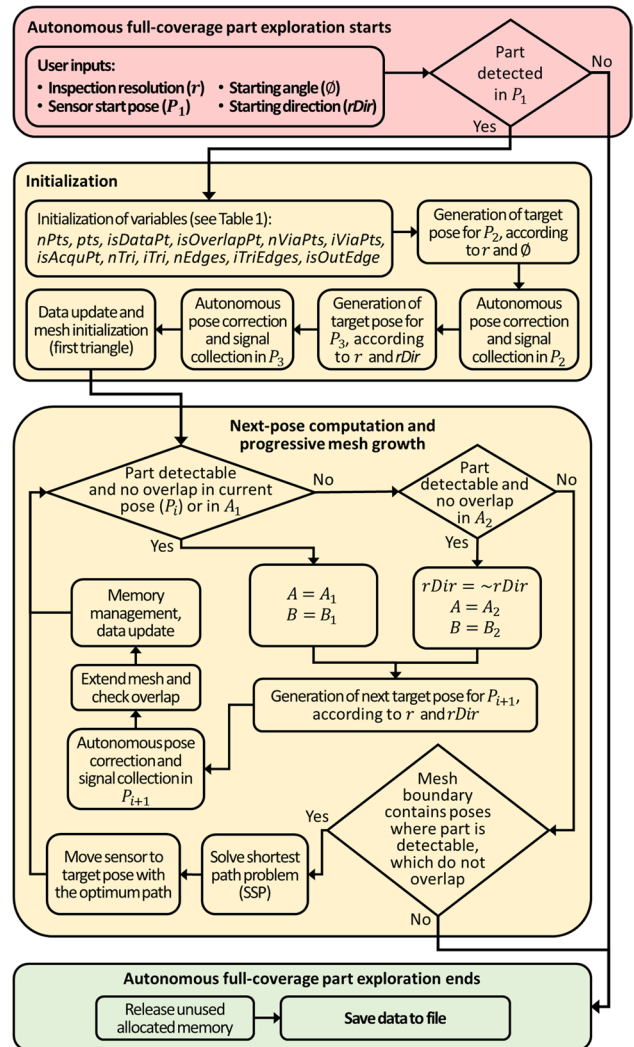 Autonomous full-coverage part exploration starts
User inputs:
• Inspection resolution (r) • Starting angle (∅)
• Sensor start pose (P₁) • Starting direction (rDir)
Part
detected
in P₁
No
Yes
Initialization
Initialization of variables (see Table 1):
nPts, pts, isDataPt, isOverlapPt, nViaPts, iViaPts,
isAcquPt, nTri, iTri, nEdges, iTriEdges, isOutEdge
Generation of target
pose for P₂, according
to r and ∅
Autonomous
pose correction
and signal
collection in P₂
Generation of
target pose for
P₃, according
to r and rDir
Autonomous
pose correction
and signal
collection in P₃
Data update and
mesh initialization
(first triangle)
Next-pose computation and
progressive mesh growth
Part detectable
and no overlap in current
pose (Pᵢ) or in A₁
No
Yes
Part
detectable and
no overlap
in A₂
No
Yes
A = A₁
B = B₁
rDir = ~rDir
A = A₂
B = B₂
Generation of next target pose for Pᵢ₊₁,
according to r and rDir
Autonomous pose
correction and
signal collection in
Pᵢ₊₁
Extend mesh and
check overlap
Memory
management,
data update
Mesh
boundary
contains poses
where part is
detectable,
which do not
overlap
Yes
No
Solve shortest
path problem
(SSP)
Move sensor to
target pose with
the optimum path
Autonomous full-coverage part exploration ends
Release unused
allocated memory
Save data to file